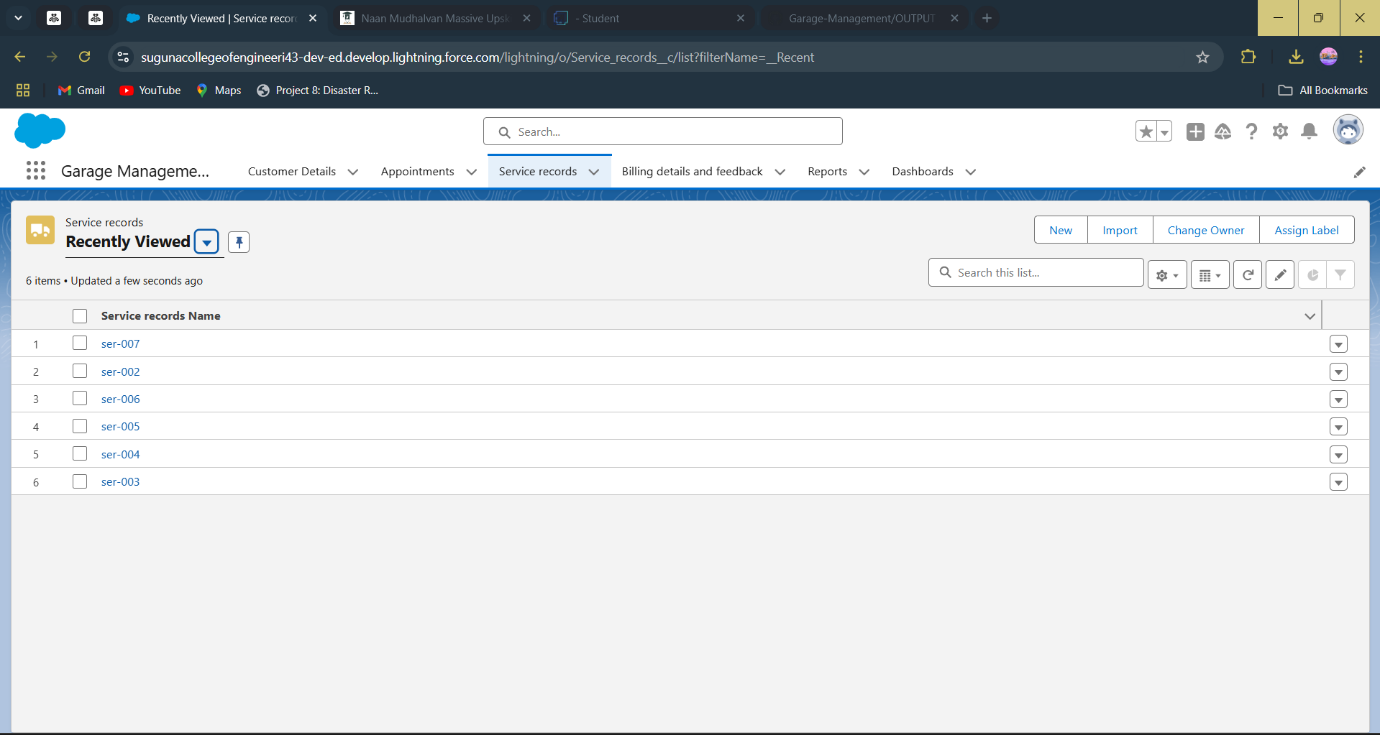 Recently Viewed | Service recor
Naan Mudhalvan Massive Upsk
- Student
Garage-Management/OUTPUT
sugunacollegeofengineeri43-dev-ed.develop.lightning.force.com/lightning/o/Service_records__c/list?filterName=__Recent
Gmail
YouTube
Maps
Project 8: Disaster R...
All Bookmarks
Search...
Garage Manageme...
Customer Details
Appointments
Service records
Billing details and feedback
Reports
Dashboards
Service records
Recently Viewed
New
Import
Change Owner
Assign Label
6 items • Updated a few seconds ago
Search this list...
Service records Name
1 ser-007
2 ser-002
3 ser-006
4 ser-005
5 ser-004
6 ser-003